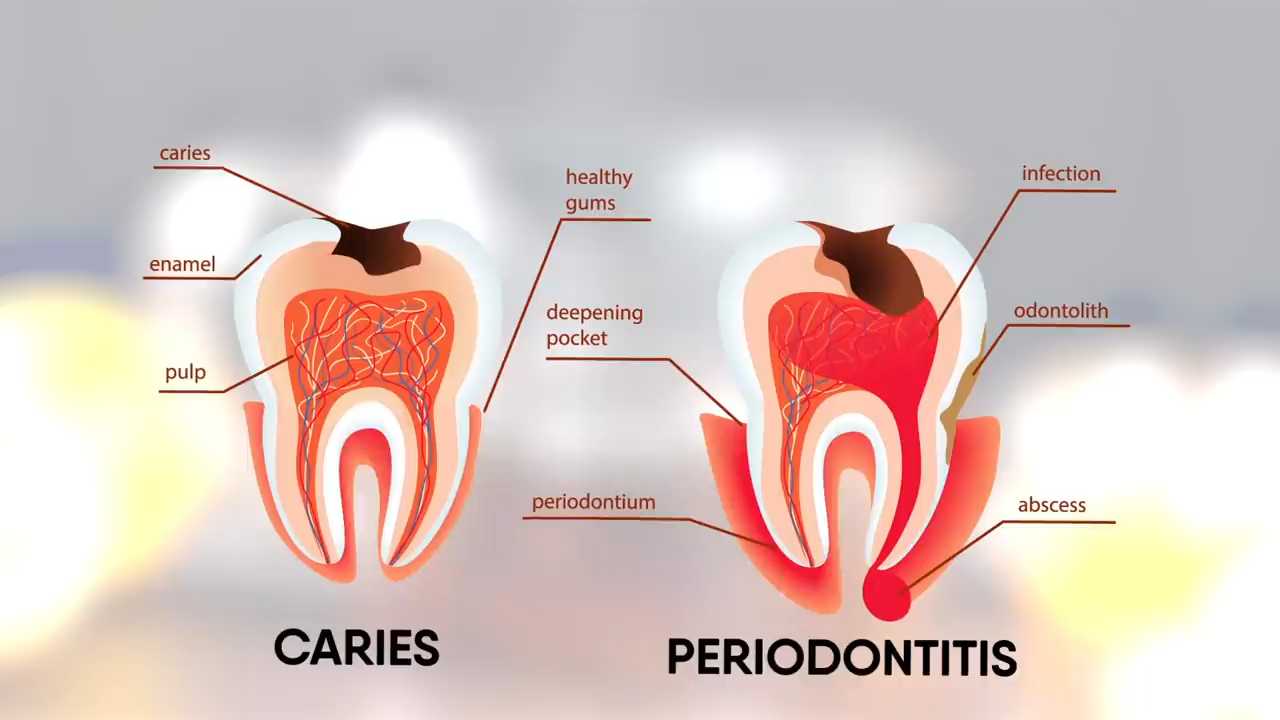 caries
enamel
pulp
healthy
gums
CARIES
deepening
pocket
periodontium
infection
odontolith
abscess
PERIODONTITIS